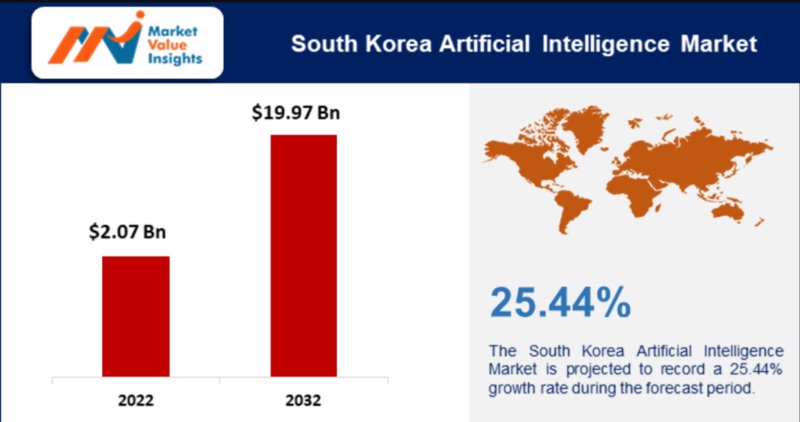 Market
Value
Insights
South Korea Artificial Intelligence Market
$19.97 Bn
$2.07 Bn
2022
2032
25.44%
The South Korea Artificial Intelligence
Market is projected to record a 25.44%
growth rate during the forecast period.